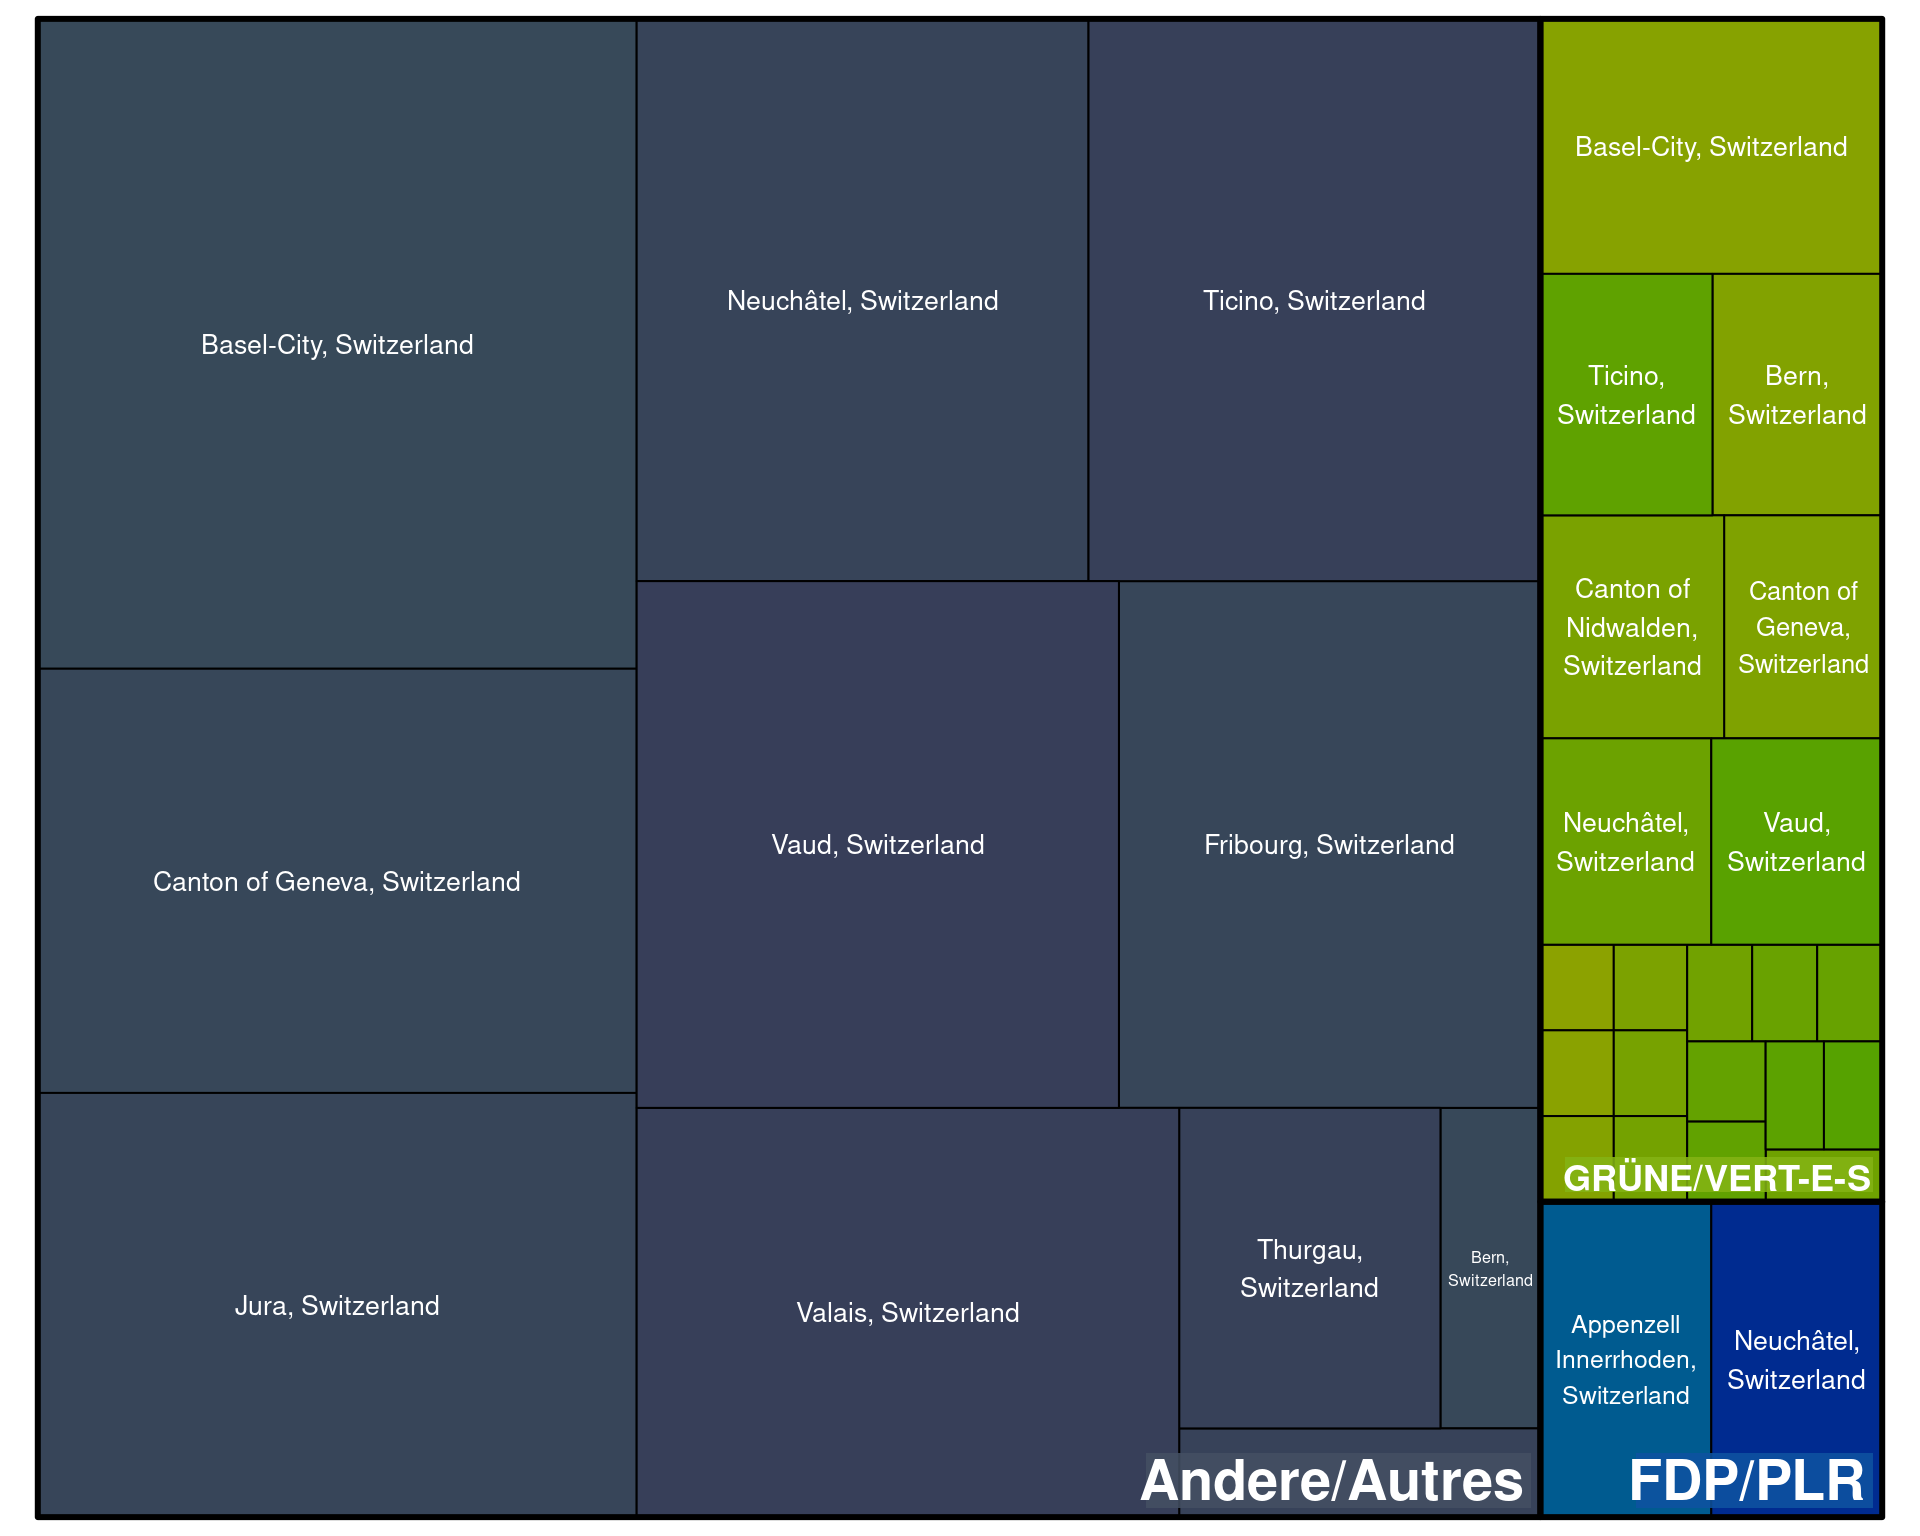 Basel-City, Switzerland
Canton of Geneva, Switzerland
Jura, Switzerland
Neuchâtel, Switzerland
Ticino, Switzerland
Vaud, Switzerland
Fribourg, Switzerland
Valais, Switzerland
Thurgau,
Switzerland
Bern,
Switzerland
Andere/Autres
Basel-City, Switzerland
Ticino,
Switzerland
Bern,
Switzerland
Canton of
Nidwalden,
Switzerland
Canton of
Geneva,
Switzerland
Neuchâtel,
Switzerland
Vaud,
Switzerland
GRÜNE/VERT-E-S
Appenzell
Innerrhoden,
Switzerland
Neuchâtel,
Switzerland
FDP/PLR